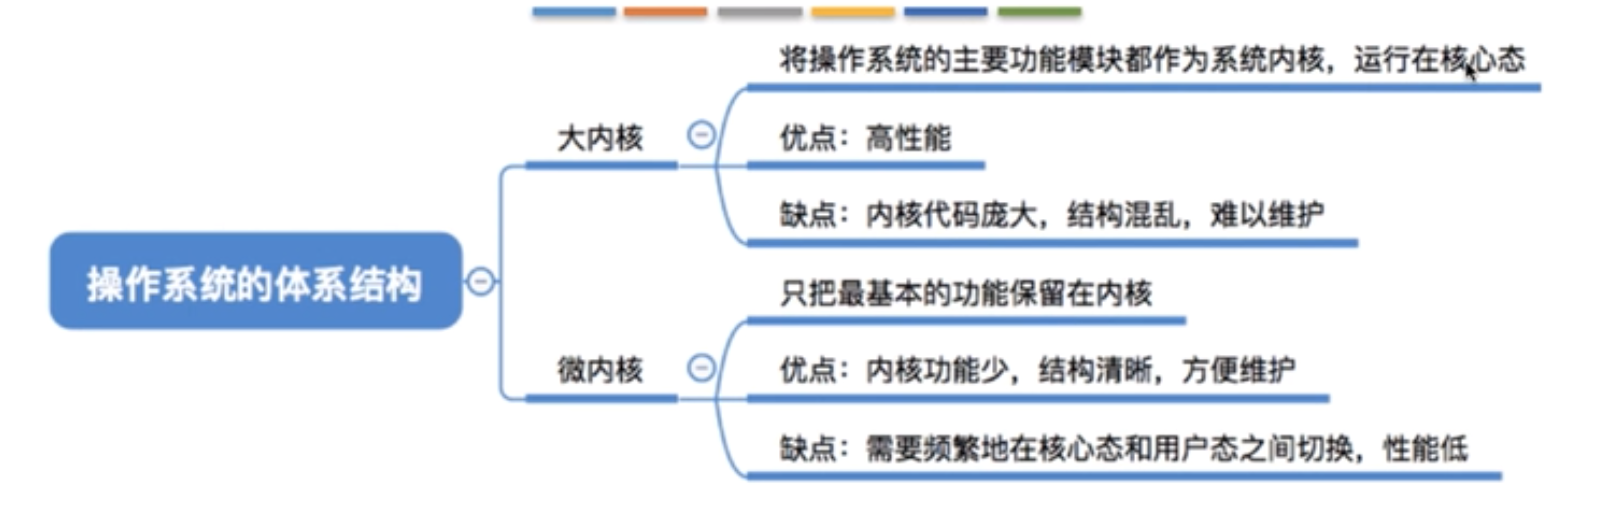 将操作系统的主要功能模块都作为系统内核，运行在核心态
大内核
优点：高性能
缺点：内核代码庞大，结构混乱，难以维护
操作系统的体系结构
只把最基本的功能保留在内核
微内核
优点：内核功能少，结构清晰，方便维护
缺点：需要频繁地在核心态和用户态之间切换，性能低